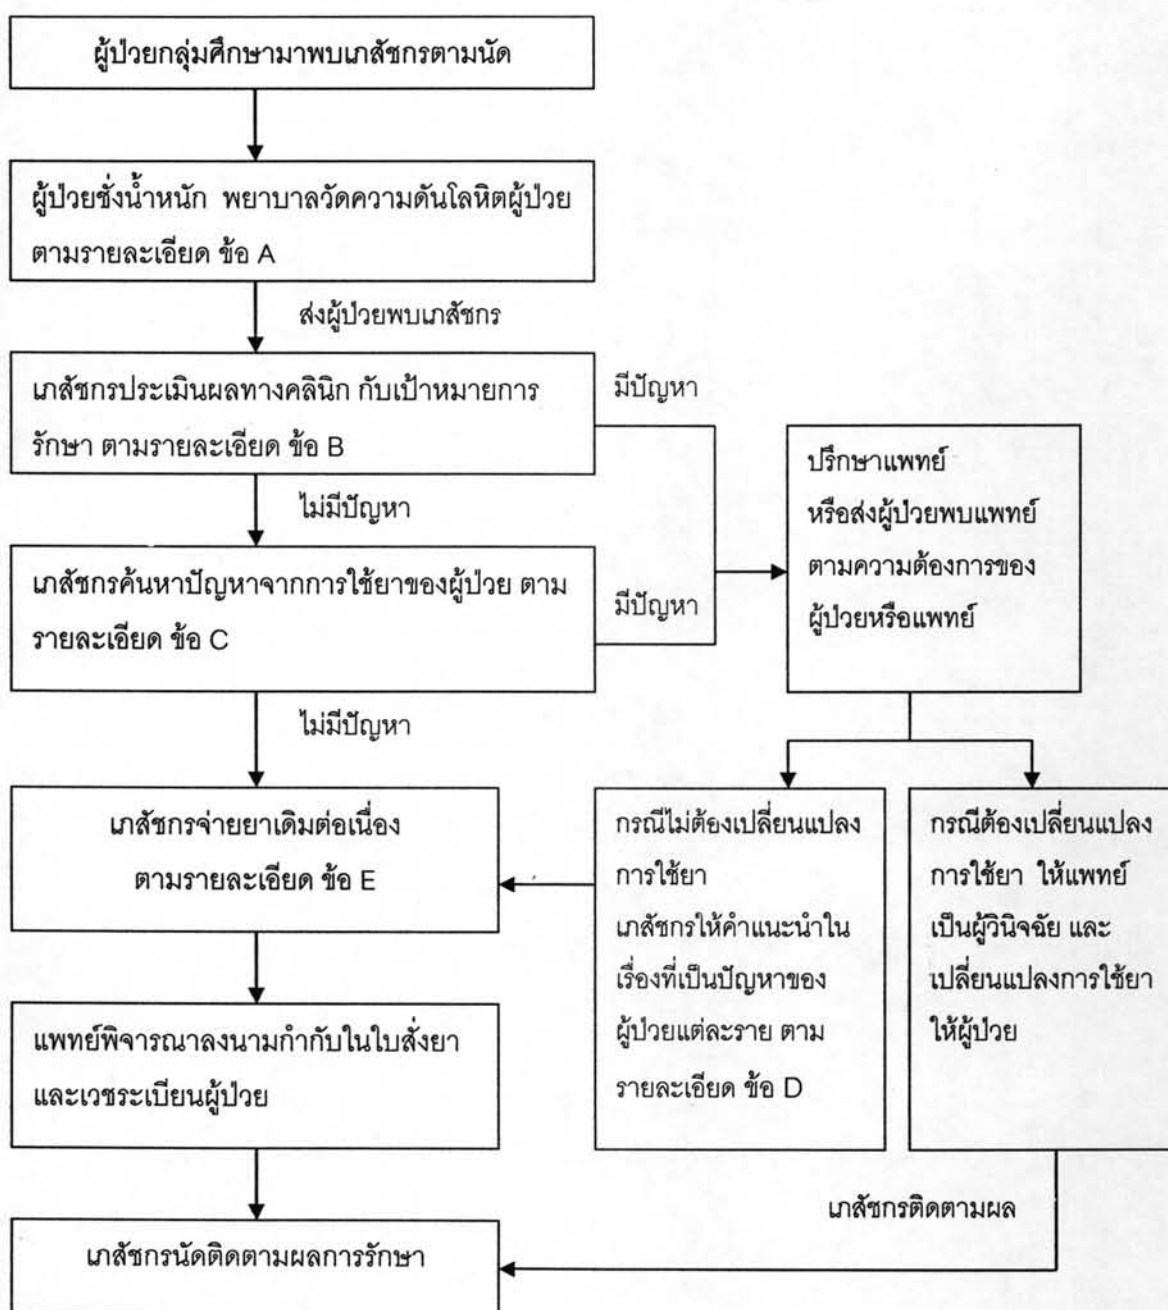 ผู้ป่วยกลุ่มศึกษามาพบเภสัชกรตามนัด
ผู้ป่วยชั่งน้ำหนัก พยาบาลวัดความดันโลหิตผู้ป่วย
ตามรายละเอียด ข้อ A
ส่งผู้ป่วยพบเภสัชกร
เภสัชกรประเมินผลทางคลินิก กับเป้าหมายการ
รักษา ตามรายละเอียด ข้อ B
มีปัญหา
ไม่มีปัญหา
เภสัชกรค้นหาปัญหาจากการใช้ยาของผู้ป่วย ตาม
รายละเอียด ข้อ C
มีปัญหา
ปรึกษาแพทย์
หรือส่งผู้ป่วยพบแพทย์
ตามความต้องการของ
ผู้ป่วยหรือแพทย์
ไม่มีปัญหา
เภสัชกรจ่ายยาเดิมต่อเนื่อง
ตามรายละเอียด ข้อ E
กรณีไม่ต้องเปลี่ยนแปลง
การใช้ยา
เภสัชกรให้คำแนะนำใน
เรื่องที่เป็นปัญหาของ
ผู้ป่วยแต่ละราย ตาม
รายละเอียด ข้อ D
กรณีต้องเปลี่ยนแปลง
การใช้ยา ให้แพทย์
เป็นผู้วินิจฉัย และ
เปลี่ยนแปลงการใช้ยา
ให้ผู้ป่วย
แพทย์พิจารณาลงนามกำกับในใบสั่งยา
และเวชระเบียนผู้ป่วย
เภสัชกรติดตามผล
เภสัชกรนัดติดตามผลการรักษา